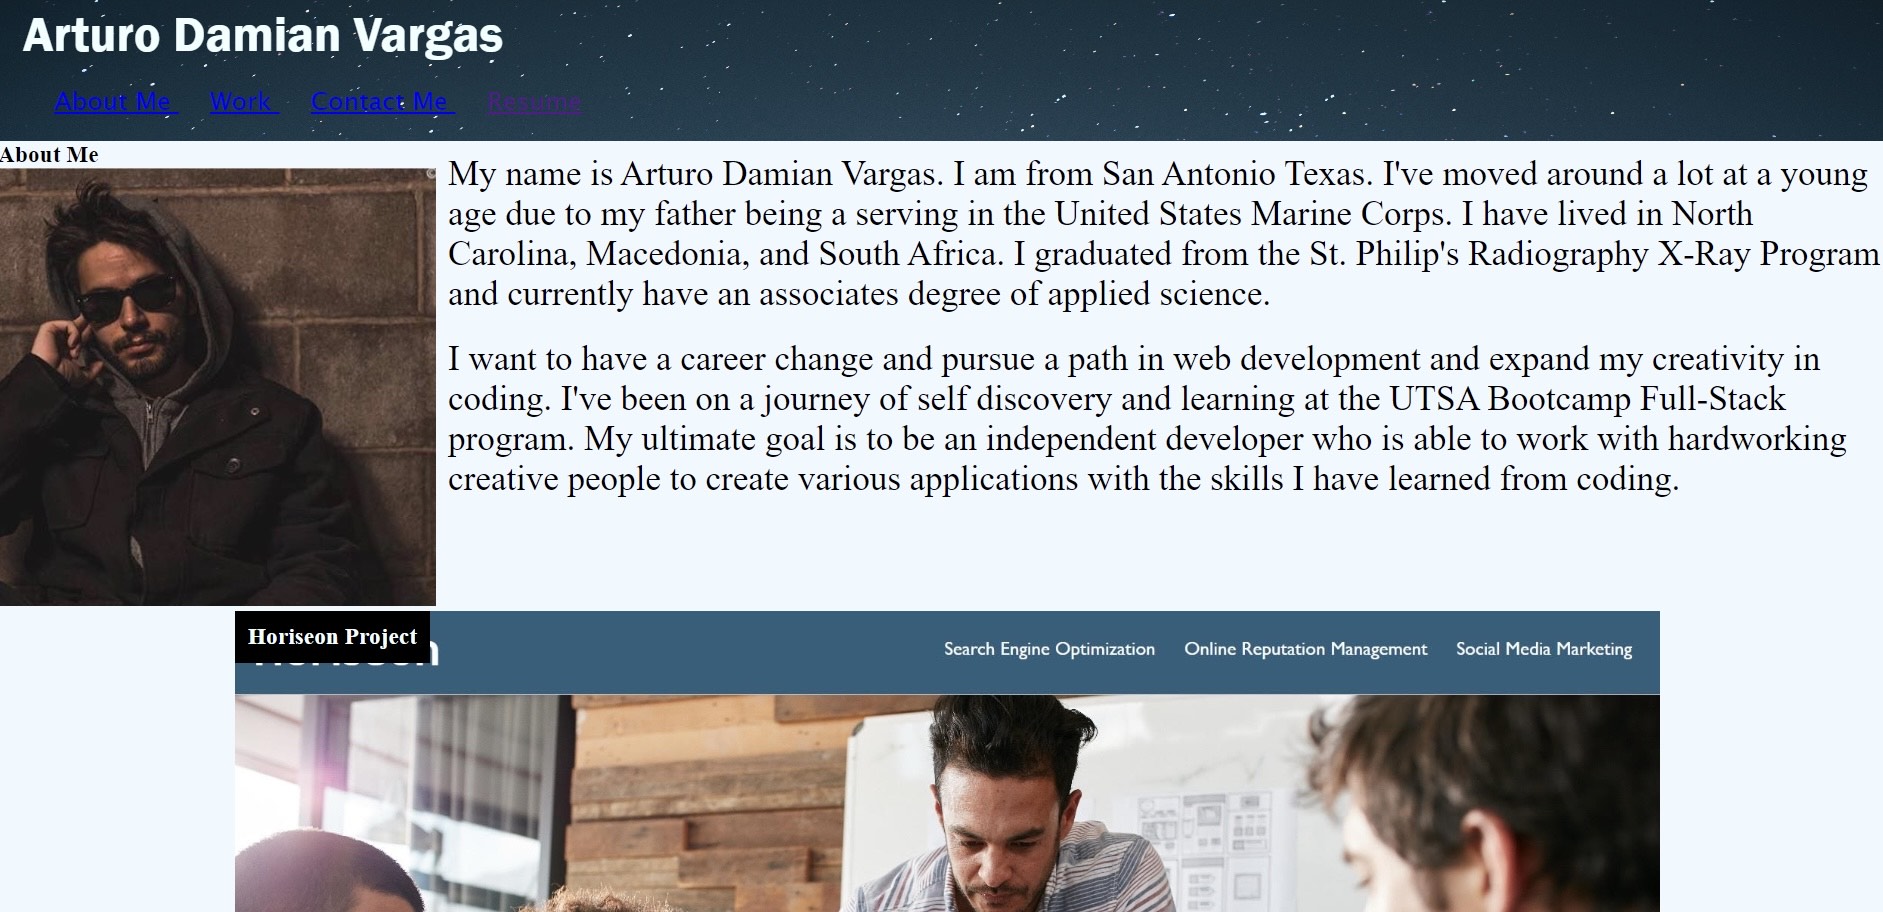 Arturo Damian Vargas
About Me Work Contact Me Resume
About Me
My name is Arturo Damian Vargas. I am from San Antonio Texas. I've moved around a lot at a young
age due to my father being a serving in the United States Marine Corps. I have lived in North
Carolina, Macedonia, and South Africa. I graduated from the St. Philip's Radiography X-Ray Program
and currently have an associates degree of applied science.
I want to have a career change and pursue a path in web development and expand my creativity in
coding. I've been on a journey of self discovery and learning at the UTSA Bootcamp Full-Stack
program. My ultimate goal is to be an independent developer who is able to work with hardworking
creative people to create various applications with the skills I have learned from coding.
Horiseon Project
Search Engine Optimization Online Reputation Management Social Media Marketing